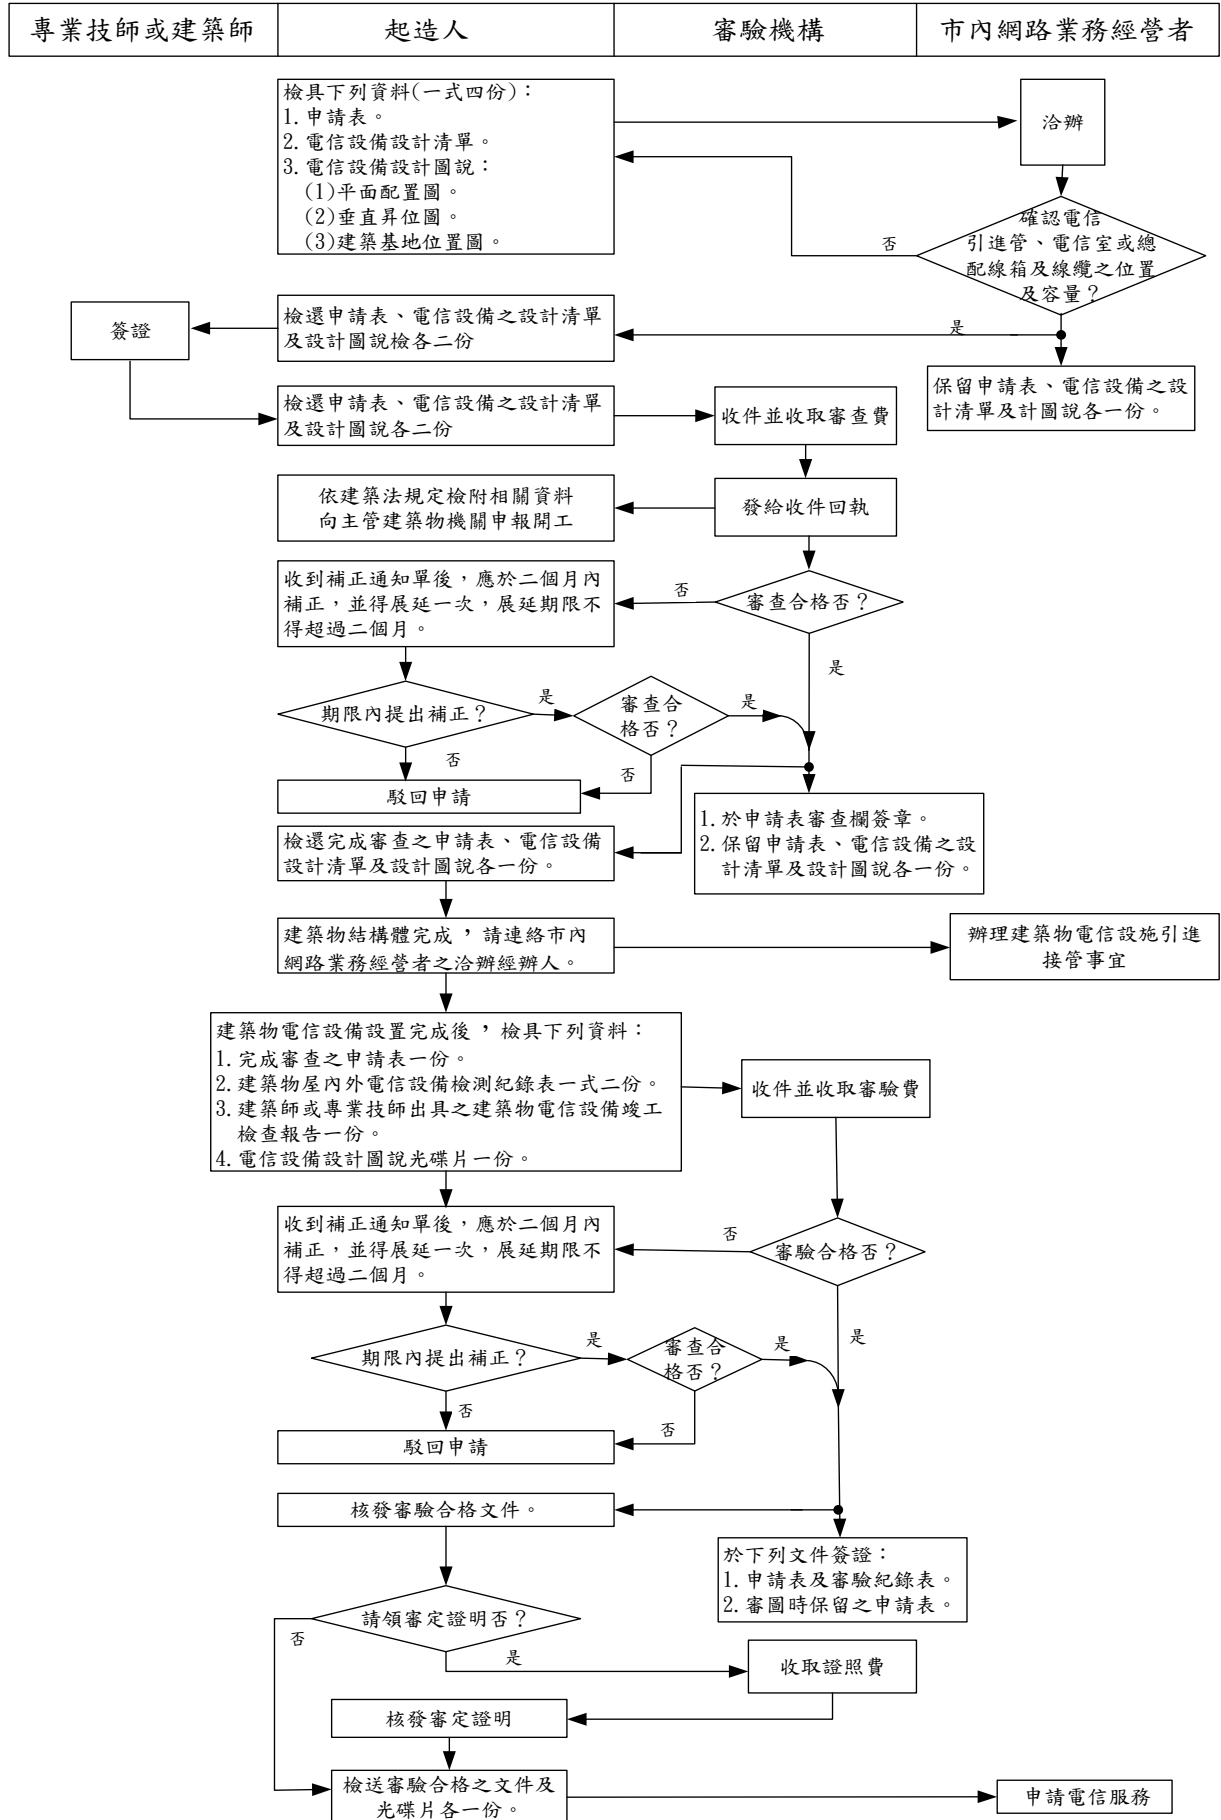 專業技師或建築師
起造人
審驗機構
市內網路業務經營者
檢具下列資料(一式四份)：
1.申請表。
2.電信設備設計清單。
3.電信設備設計圖說：
(1)平面配置圖。
(2)垂直昇位圖。
(3)建築基地位置圖。
洽辦
確認電信
引進管、電信室或總
配線箱及線纜之位置
及容量？
否
是
簽證
檢還申請表、電信設備之設計清單
及設計圖說檢各二份
保留申請表、電信設備之設
計清單及計圖說各一份。
檢還申請表、電信設備之設計清單
及設計圖說各二份
收件並收取審查費
依建築法規定檢附相關資料
向主管建築物機關申報開工
發給收件回執
收到補正通知單後，應於二個月內
補正，並得展延一次，展延期限不
得超過二個月。
否
審查合格否？
是
期限內提出補正？
是
審查合
格否？
是
否
否
駁回申請
1.於申請表審查欄簽章。
2.保留申請表、電信設備之設
計清單及設計圖說各一份。
檢還完成審查之申請表、電信設備
設計清單及設計圖說各一份。
建築物結構體完成，請連絡市內
網路業務經營者之洽辦經辦人。
辦理建築物電信設施引進
接管事宜
建築物電信設備設置完成後，檢具下列資料：
1.完成審查之申請表一份。
2.建築物屋內外電信設備檢測紀錄表一式二份。
3.建築師或專業技師出具之建築物電信設備竣工
檢查報告一份。
4.電信設備設計圖說光碟片一份。
收件並收取審驗費
收到補正通知單後，應於二個月內
補正，並得展延一次，展延期限不
得超過二個月。
否
審驗合格否？
是
期限內提出補正？
是
審查合
格否？
是
否
否
駁回申請
核發審驗合格文件。
於下列文件簽證：
1.申請表及審驗紀錄表。
2.審圖時保留之申請表。
請領審定證明否？
否
是
收取證照費
核發審定證明
檢送審驗合格之文件及
光碟片各一份。
申請電信服務